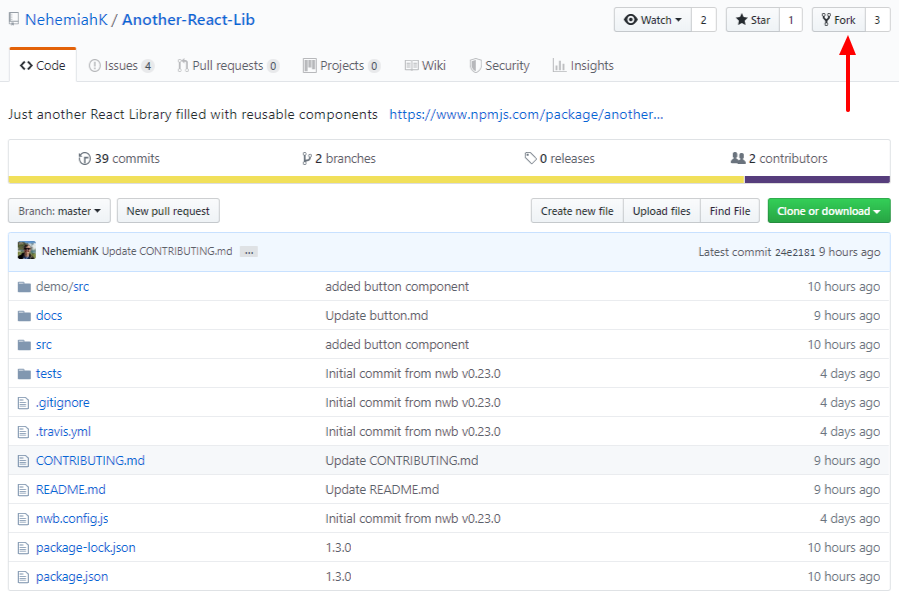 NehemiahK / Another-React-Lib Watch 2 Star 1 Fork 3
Code Issues 4 Pull requests 0 Projects 0 Wiki Security Insights
Just another React Library filled with reusable components https://www.npmjs.com/package/another...
39 commits 2 branches 0 releases 2 contributors
Branch: master New pull request Create new file Upload files Find File Clone or download
NehemiahK Update CONTRIBUTING.md ... Latest commit 24e2181 9 hours ago
demo/src added button component 10 hours ago
docs Update button.md 9 hours ago
src added button component 10 hours ago
tests Initial commit from nwb v0.23.0 4 days ago
.gitignore Initial commit from nwb v0.23.0 4 days ago
.travis.yml Initial commit from nwb v0.23.0 4 days ago
CONTRIBUTING.md Update CONTRIBUTING.md 9 hours ago
README.md Update README.md 9 hours ago
nwb.config.js Initial commit from nwb v0.23.0 4 days ago
package-lock.json 1.3.0 10 hours ago
package.json 1.3.0 10 hours ago